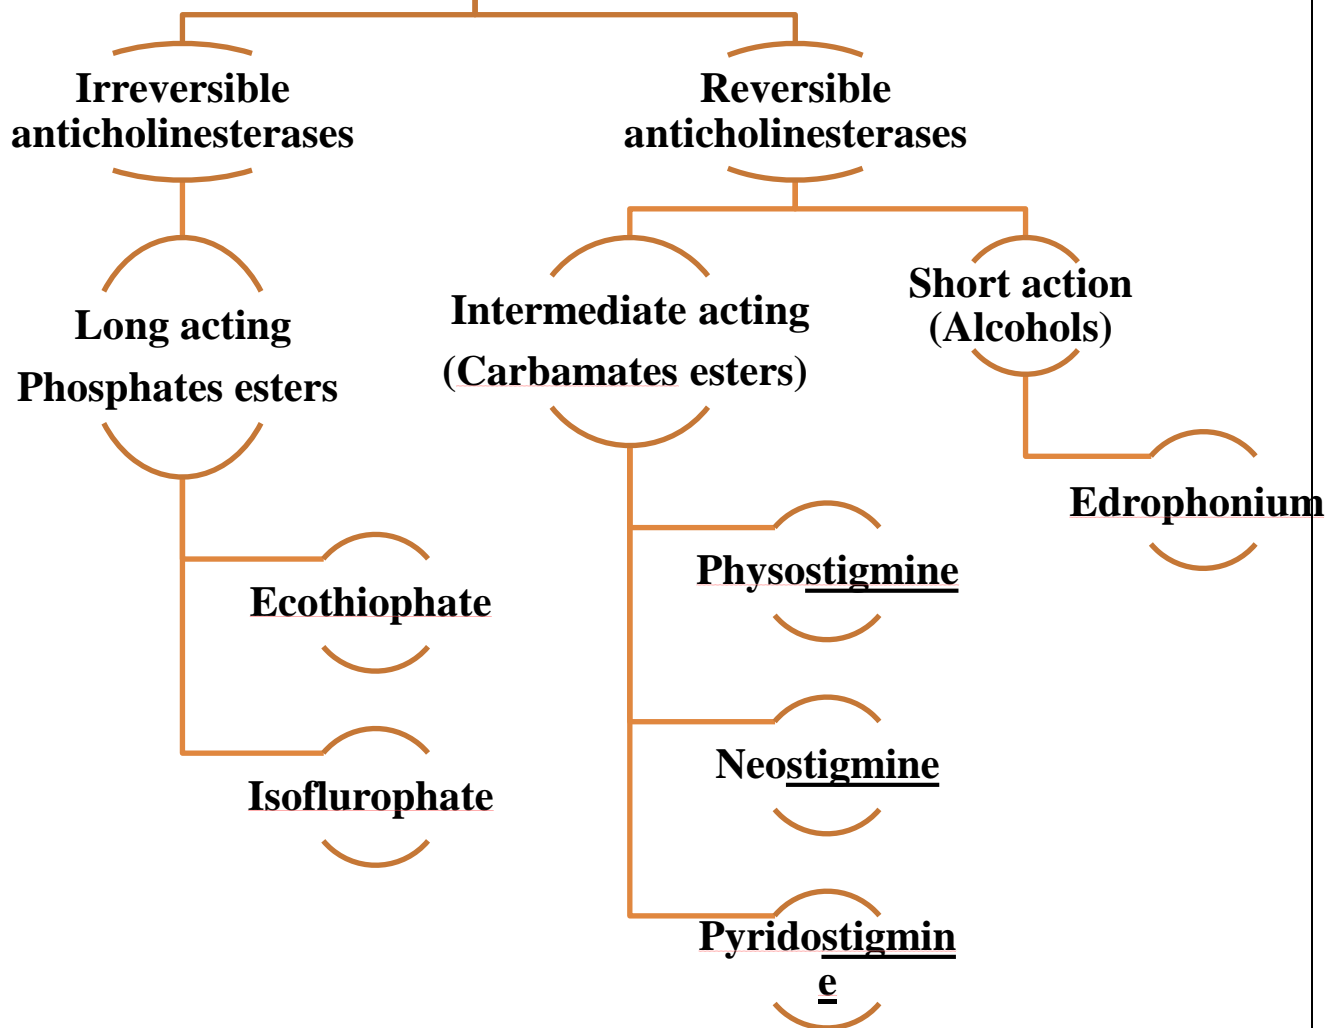 Irreversible
anticholinesterases
Reversible
anticholinesterases
Long acting
Phosphates esters
Intermediate acting
(Carbamates esters)
Short action
(Alcohols)
Edrophonium
Ecothiophate
Isoflurophate
Physostigmine
Neostigmine
Pyridostigmin
e